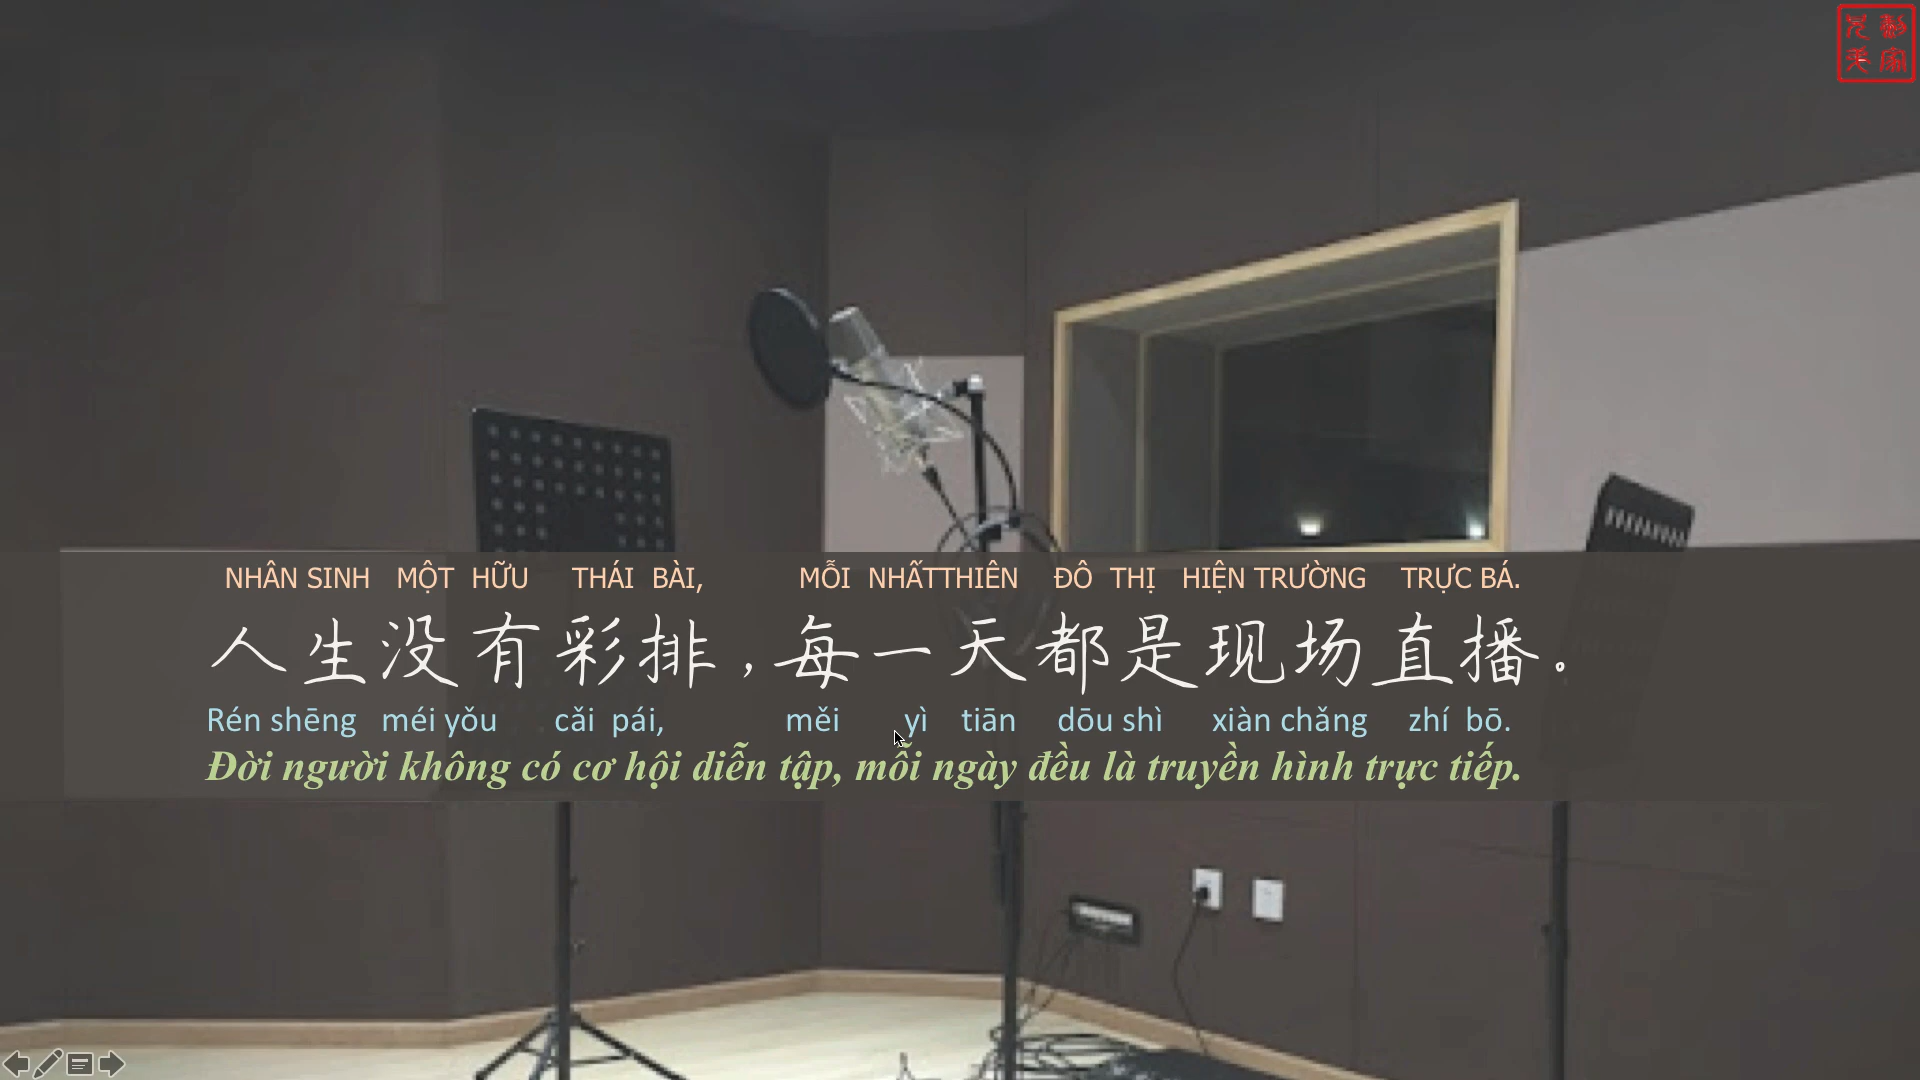 NHÂN SINH MỘT HỮU THÁI BÀI, MỖI NHẤTTHIÊN ĐÔ THỊ HIỆN TRƯỜNG TRỰC BÁ.
人生没有彩排，每一天都是现场直播。
Rén shēng méi yǒu cǎi pái, měi yì tiān dōu shì xiàn chǎng zhí bō.
Đời người không có cơ hội diễn tập, mỗi ngày đều là truyền hình trực tiếp.